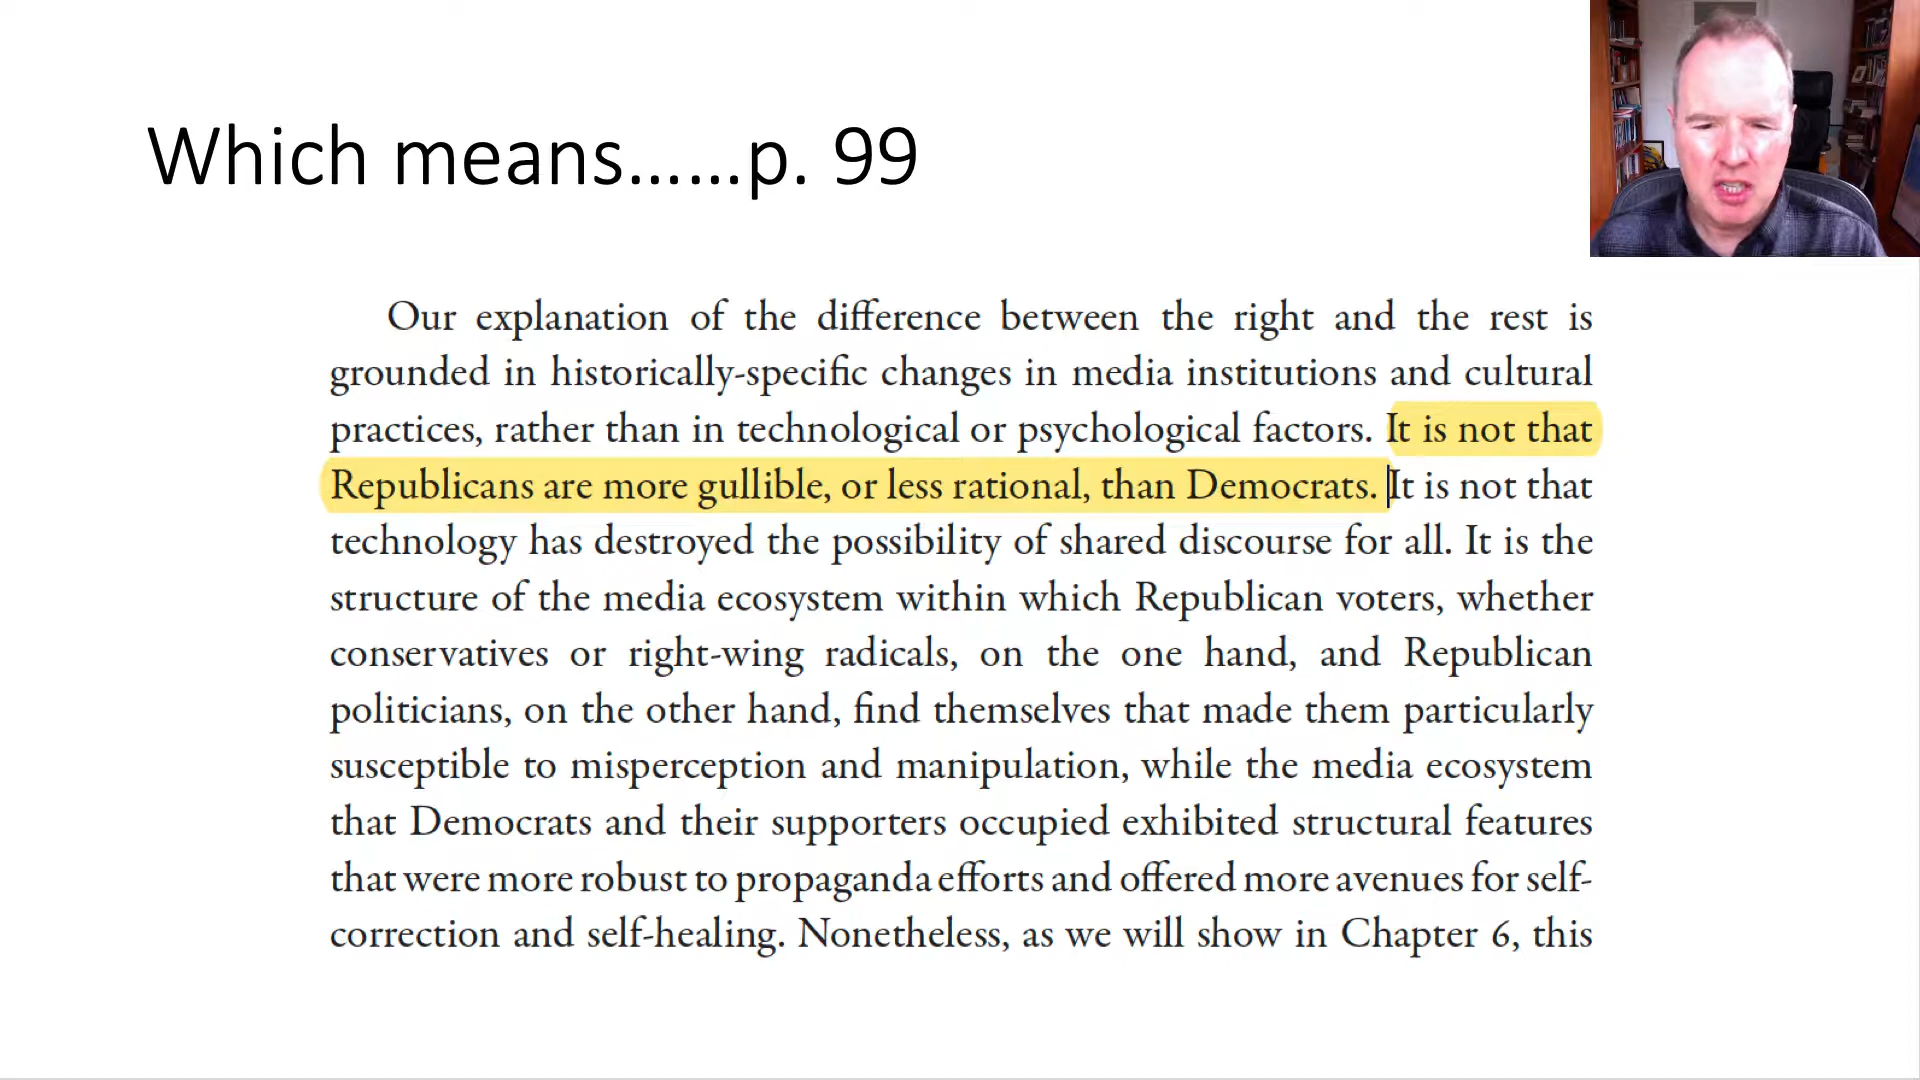 Which means......p. 99
Our explanation of the difference between the right and the rest is
grounded in historically-specific changes in media institutions and cultural
practices, rather than in technological or psychological factors. It is not that
Republicans are more gullible, or less rational, than Democrats. It is not that
technology has destroyed the possibility of shared discourse for all. It is the
structure of the media ecosystem within which Republican voters, whether
conservatives or right-wing radicals, on the one hand, and Republican
politicians, on the other hand, find themselves that made them particularly
susceptible to misperception and manipulation, while the media ecosystem
that Democrats and their supporters occupied exhibited structural features
that were more robust to propaganda efforts and offered more avenues for self-
correction and self-healing. Nonetheless, as we will show in Chapter 6, this